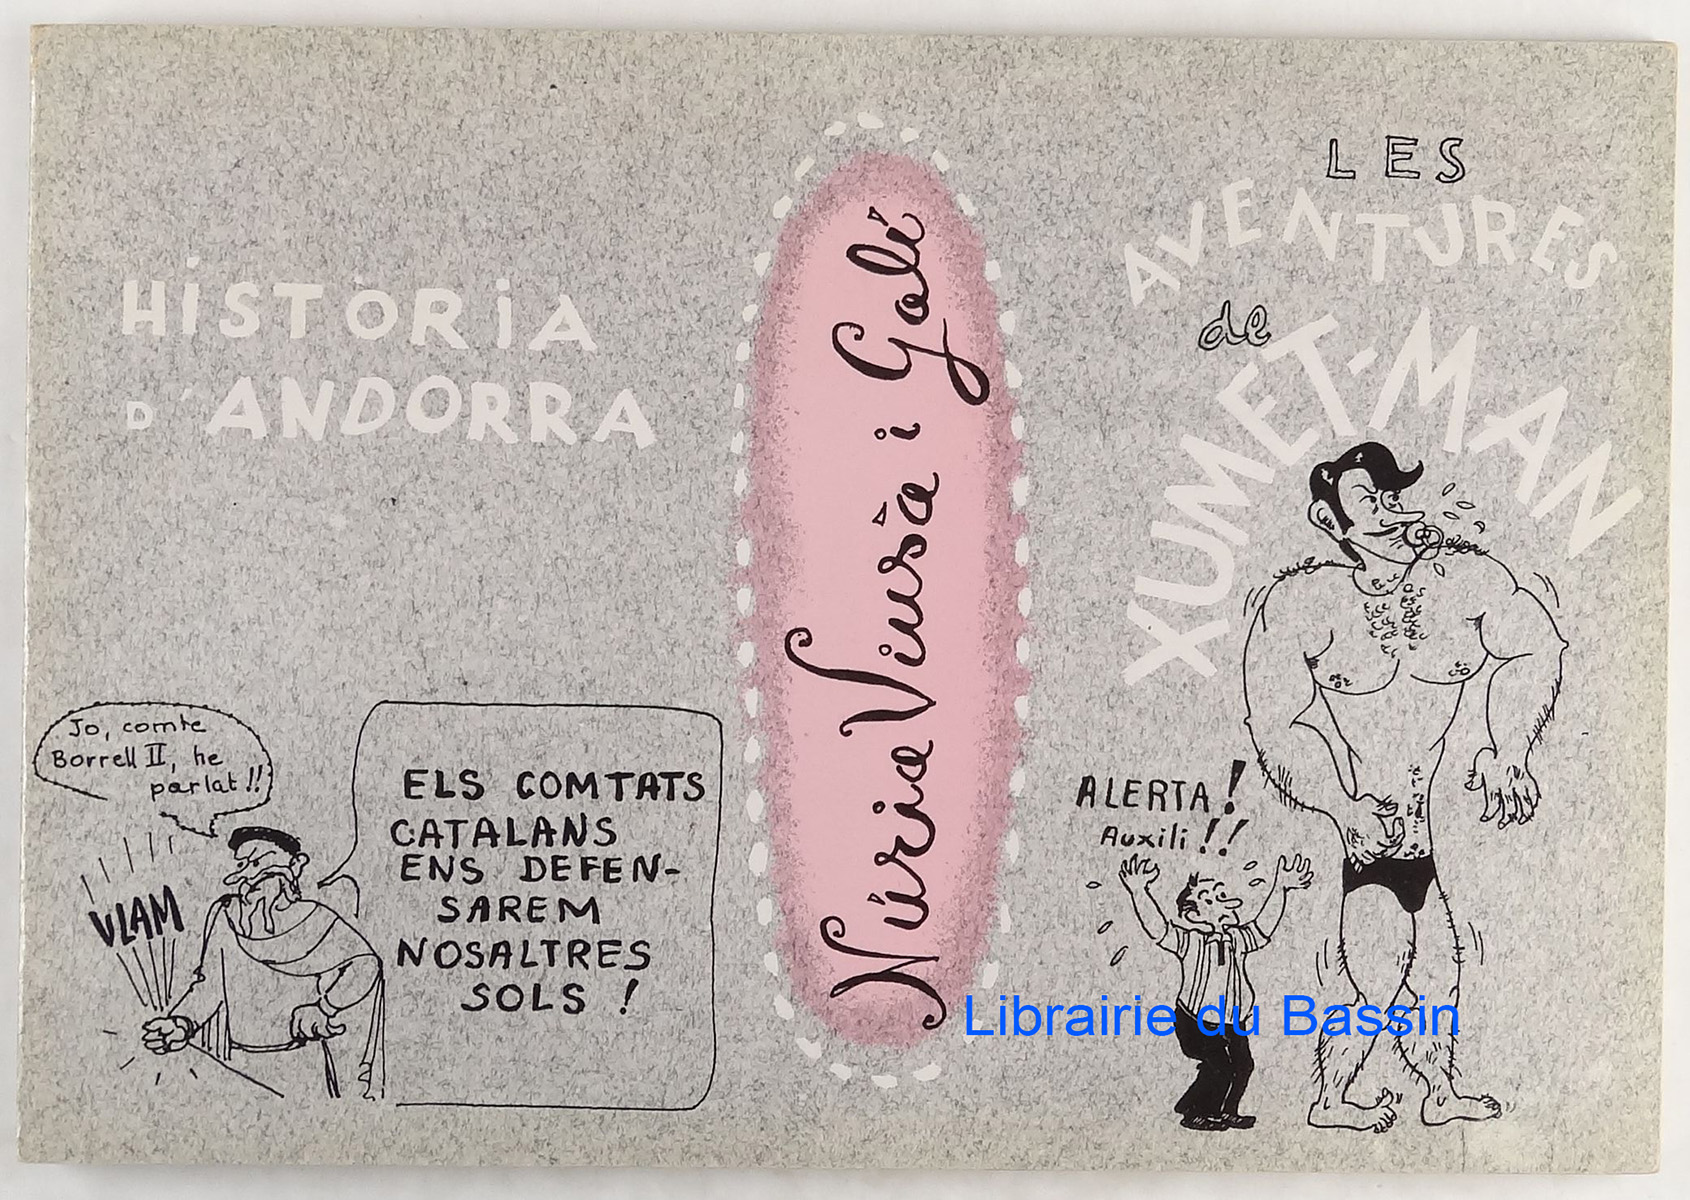 HISTÒRIA
D'ANDORRA
Jo, comte
Borrell II, he
parlat!!
VLAM
ELS COMTATS
CATALANS
ENS DEFEN-
SAREM
NOSALTRES
SOLS !
Núria Viusà i Golí
LES
AVENTURES
de
XUMET-MAN
ALERTA!
Auxili!!
Librairie du Bassin